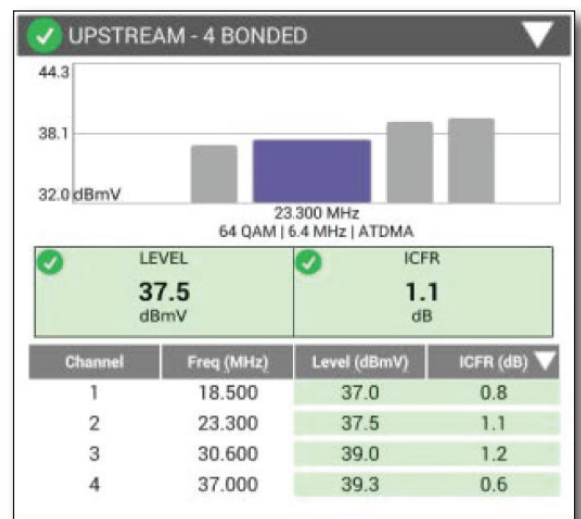 UPSTREAM - 4 BONDED
44.3
38.1
32.0 dBmV
23.300 MHz
64 QAM | 6.4 MHz | ATDMA
LEVEL ICFR
37.5 1.1
dBmV dB
Channel Freq (MHz) Level (dBmV) ICFR (dB)
1 18.500 37.0 0.8
2 23.300 37.5 1.1
3 30.600 39.0 1.2
4 37.000 39.3 0.6